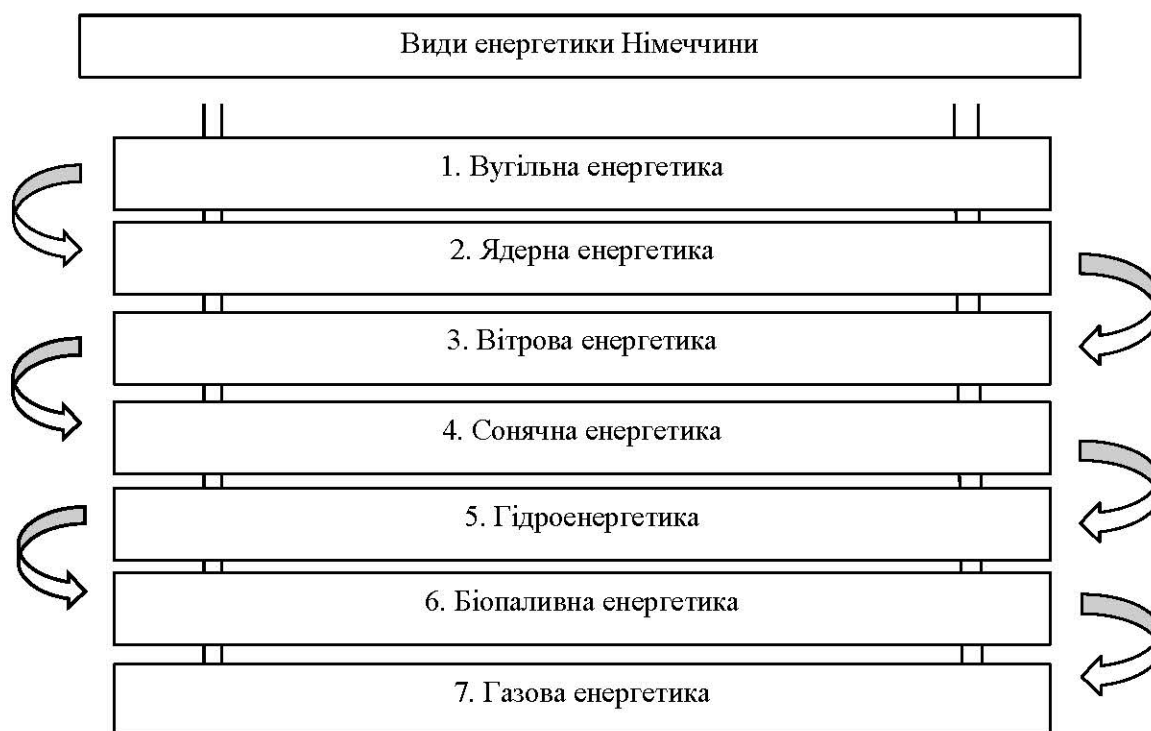 Види енергетики Німеччини
1. Вугільна енергетика
2. Ядерна енергетика
3. Вітрова енергетика
4. Сонячна енергетика
5. Гідроенергетика
6. Біопаливна енергетика
7. Газова енергетика